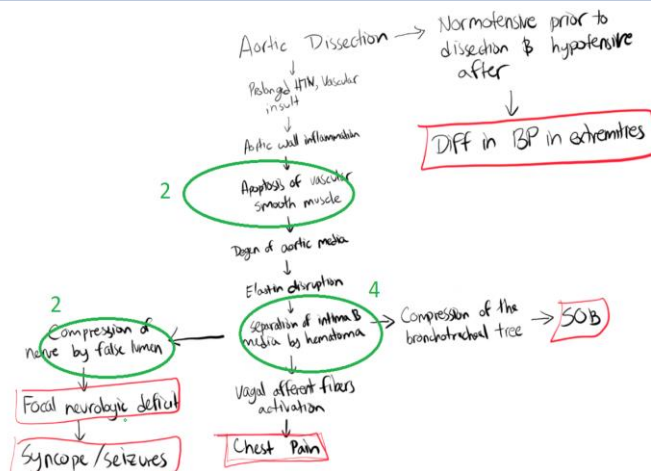 Aortic Dissection
Normotensive prior to
dissection & hypotensive
after
Diff in BP in extremities
Prolonged HTN, Vascular
insult
Aortic wall inflammation
2
Apoptosis of vascular
smooth muscle
Degen of aortic media
Elastin disruption
4
Separation of intima &
media by hematoma
Compression of the
bronchotracheal tree
SOB
2
Compression of
nerve by false lumen
Focal neurologic deficit
Syncope/seizures
Vagal afferent fibers
activation
Chest Pain